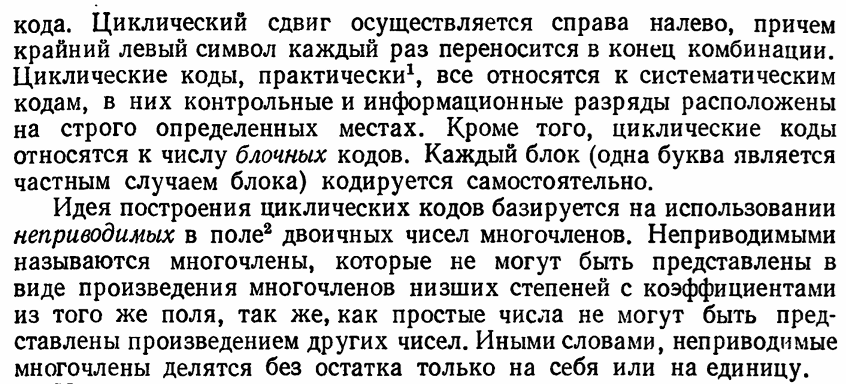 кода. Циклический сдвиг осуществляется справа налево, причем
крайний левый символ каждый раз переносится в конец комбинации.
Циклические коды, практически¹, все относятся к систематическим
кодам, в них контрольные и информационные разряды расположены
на строго определенных местах. Кроме того, циклические коды
относятся к числу блочных кодов. Каждый блок (одна буква является
частным случаем блока) кодируется самостоятельно.
Идея построения циклических кодов базируется на использовании
неприводимых в поле² двоичных чисел многочленов. Неприводимыми
называются многочлены, которые не могут быть представлены в
виде произведения многочленов низших степеней с коэффициентами
из того же поля, так же, как простые числа не могут быть пред-
ставлены произведением других чисел. Иными словами, неприводимые
многочлены делятся без остатка только на себя или на единицу.